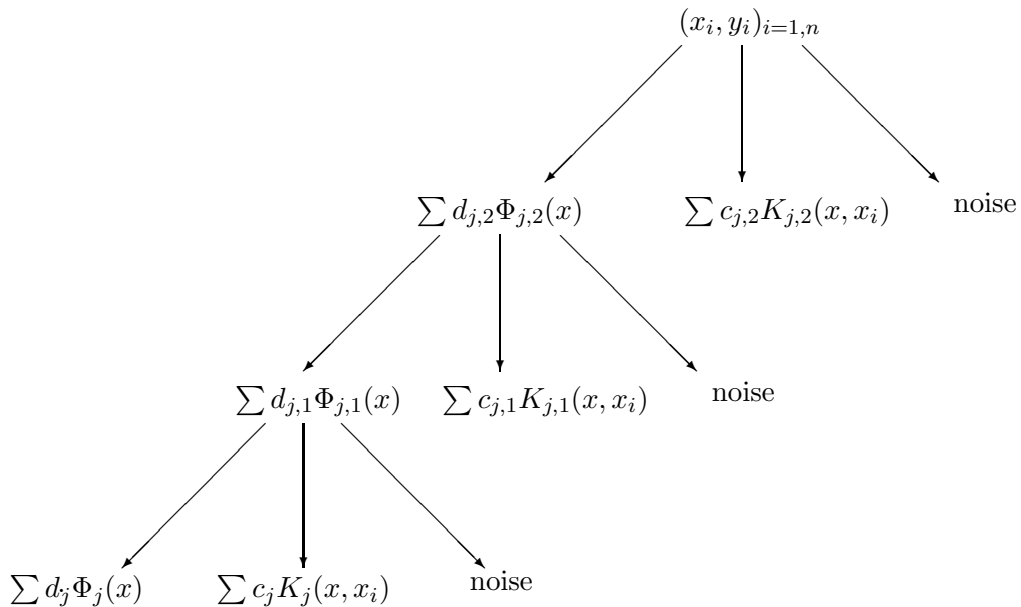 (x_i, y_i)_{i=1,n}
∑ d_{j,2}Φ_{j,2}(x) ∑ c_{j,2}K_{j,2}(x, x_i) noise
∑ d_{j,1}Φ_{j,1}(x) ∑ c_{j,1}K_{j,1}(x, x_i) noise
∑ d_jΦ_j(x) ∑ c_jK_j(x, x_i) noise